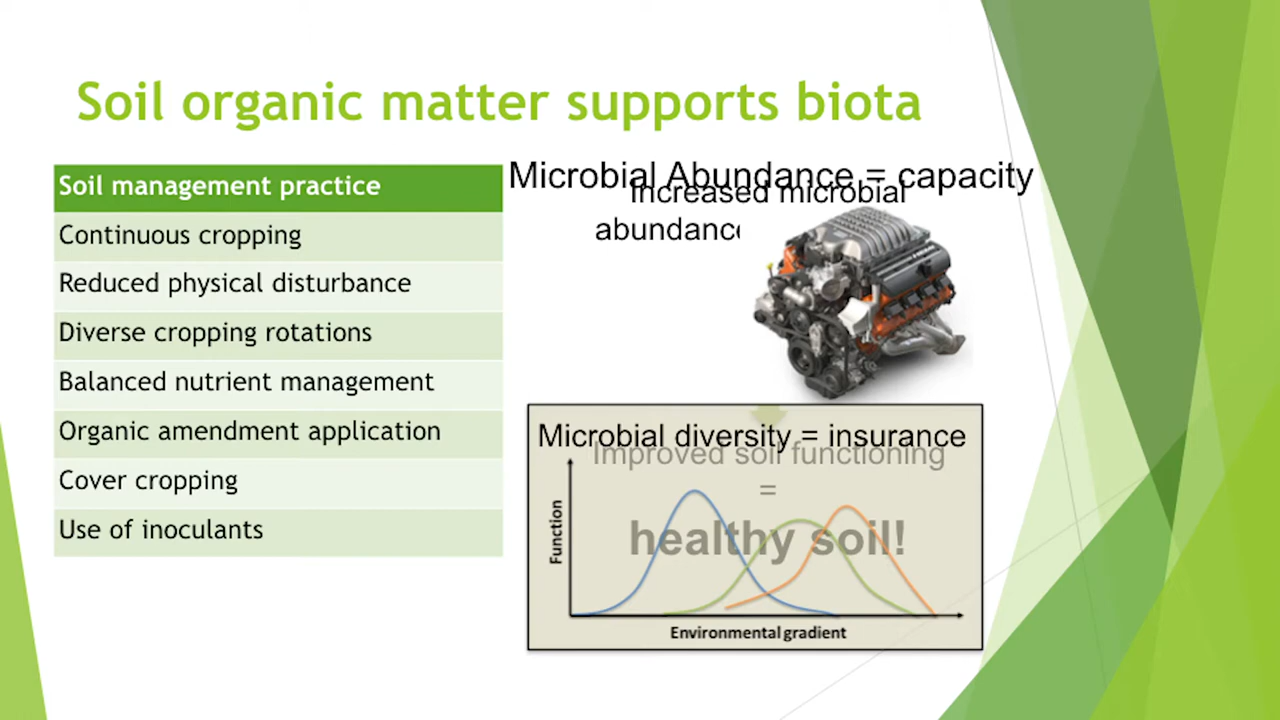 Soil organic matter supports biota
Soil management practice
Continuous cropping
Reduced physical disturbance
Diverse cropping rotations
Balanced nutrient management
Organic amendment application
Cover cropping
Use of inoculants
Microbial Abundance = capacity
Increased microbial
abundance
Microbial diversity = insurance
Improved soil functioning
=
healthy soil!
Function
Environmental gradient